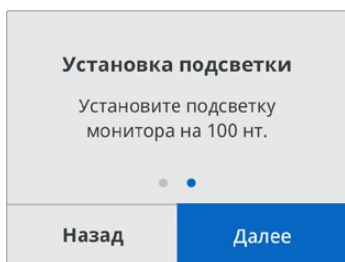 Установка подсветки
Установите подсветку
монитора на 100 нт.
Назад
Далее